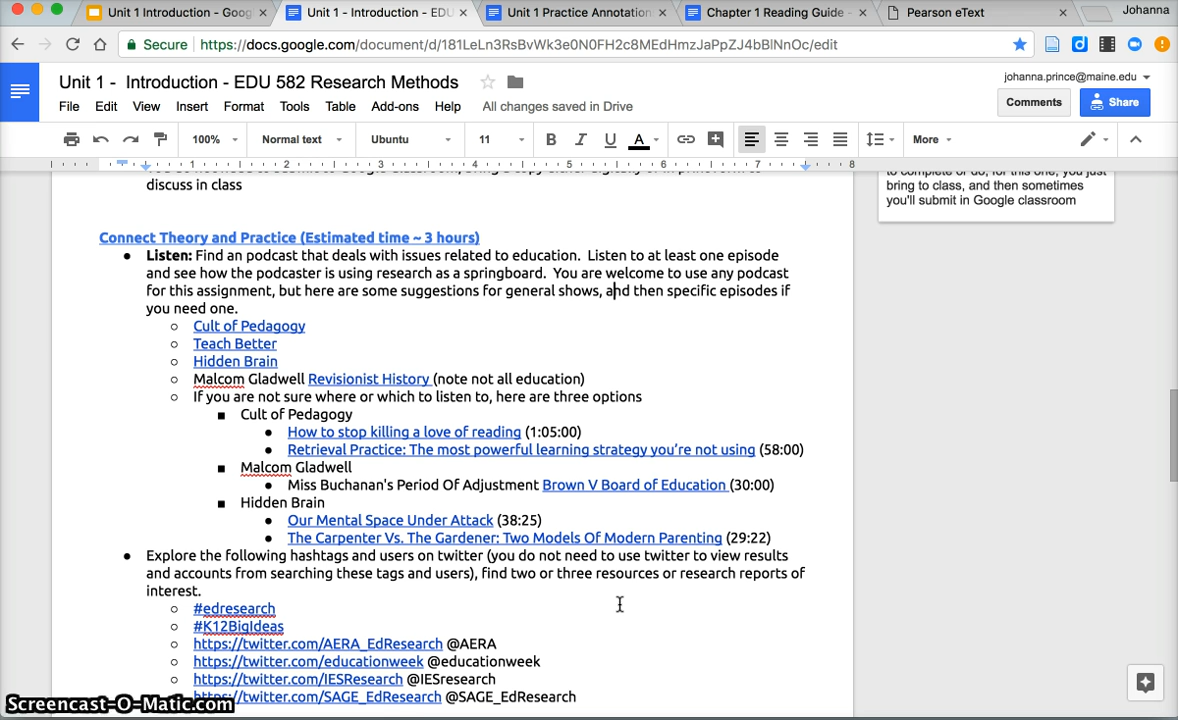 Unit 1 Introduction - Goog
Unit 1 - Introduction - EDU
Unit 1 Practice Annotation
Chapter 1 Reading Guide -
Pearson eText
Johanna
Secure
https://docs.google.com/document/d/181LeLn3RsBvWk3e0N0FH2c8MEdHmzJaPpZJ4bBlNnOc/edit
Unit 1 - Introduction - EDU 582 Research Methods
johanna.prince@maine.edu
File Edit View Insert Format Tools Table Add-ons Help All changes saved in Drive
Comments Share
100% Normal text Ubuntu 11 B I U A More
1 2 3 4 5 6 7 8
discuss in class
to complete or do, for this one, you just
bring to class, and then sometimes
you'll submit in Google classroom
Connect Theory and Practice (Estimated time ~ 3 hours)
Listen: Find an podcast that deals with issues related to education. Listen to at least one episode
and see how the podcaster is using research as a springboard. You are welcome to use any podcast
for this assignment, but here are some suggestions for general shows, and then specific episodes if
you need one.
Cult of Pedagogy
Teach Better
Hidden Brain
Malcom Gladwell Revisionist History (note not all education)
If you are not sure where or which to listen to, here are three options
Cult of Pedagogy
How to stop killing a love of reading (1:05:00)
Retrieval Practice: The most powerful learning strategy you're not using (58:00)
Malcom Gladwell
Miss Buchanan's Period Of Adjustment Brown V Board of Education (30:00)
Hidden Brain
Our Mental Space Under Attack (38:25)
The Carpenter Vs. The Gardener: Two Models Of Modern Parenting (29:22)
Explore the following hashtags and users on twitter (you do not need to use twitter to view results
and accounts from searching these tags and users), find two or three resources or research reports of
interest.
#edresearch
#K12BigIdeas
https://twitter.com/AERA_EdResearch @AERA
https://twitter.com/educationweek @educationweek
https://twitter.com/IESResearch @IESresearch
https://twitter.com/SAGE_EdResearch @SAGE_EdResearch
Screencast-O-Matic.com